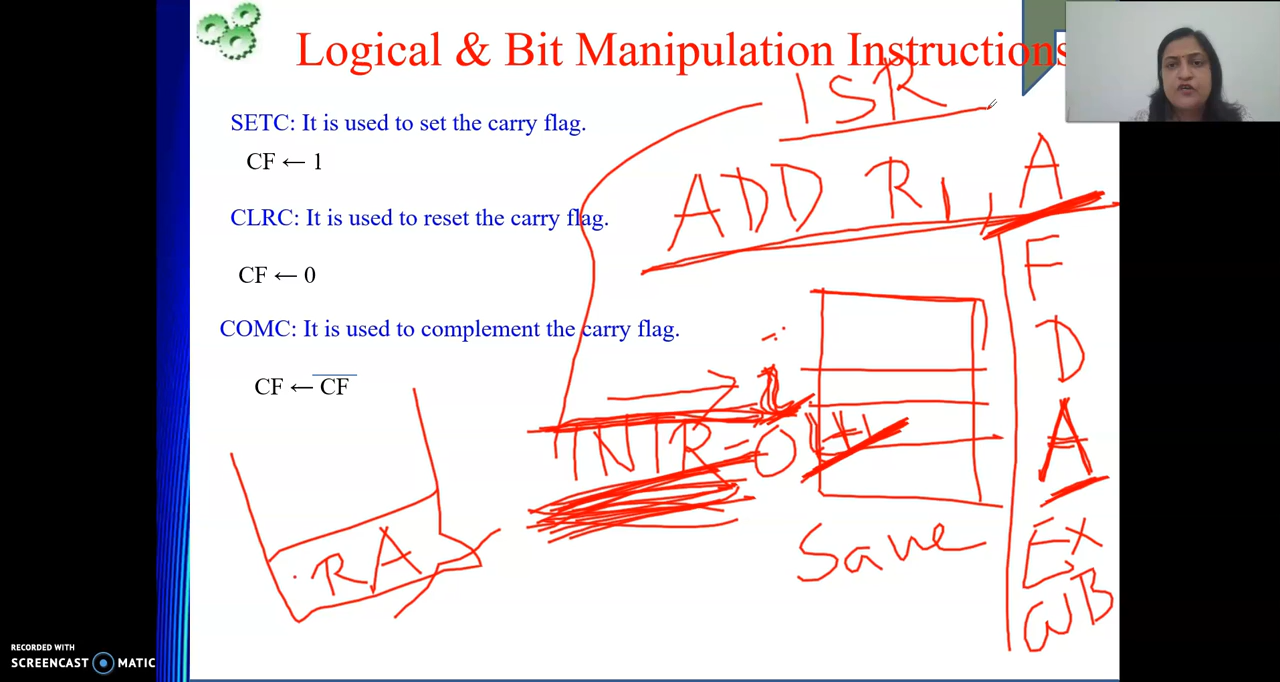 Logical & Bit Manipulation Instructions
ISR
SETC: It is used to set the carry flag.
CF ← 1
ADD R1, A
CLRC: It is used to reset the carry flag.
F
CF ← 0
COMC: It is used to complement the carry flag.
D
CF ← C̅F̅
INTR=0
A
RA
Save
EX
WB
RECORDED WITH
SCREENCAST MATIC